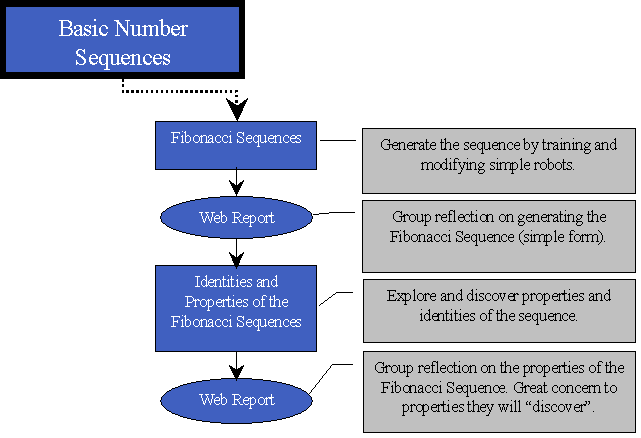 Basic Number
Sequences
Fibonacci Sequences
Generate the sequence by training and
modifying simple robots.
Web Report
Group reflection on generating the
Fibonacci Sequence (simple form).
Identities and
Properties of the
Fibonacci Sequences
Explore and discover properties and
identities of the sequence.
Web Report
Group reflection on the properties of the
Fibonacci Sequence. Great concern to
properties they will “discover”.